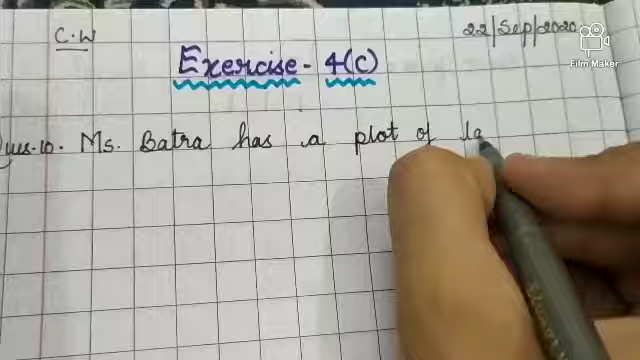 C.W
22/Sep/2020
Film Maker
Exercise - 4(C)
Ques.10. Ms. Batra has a plot of la